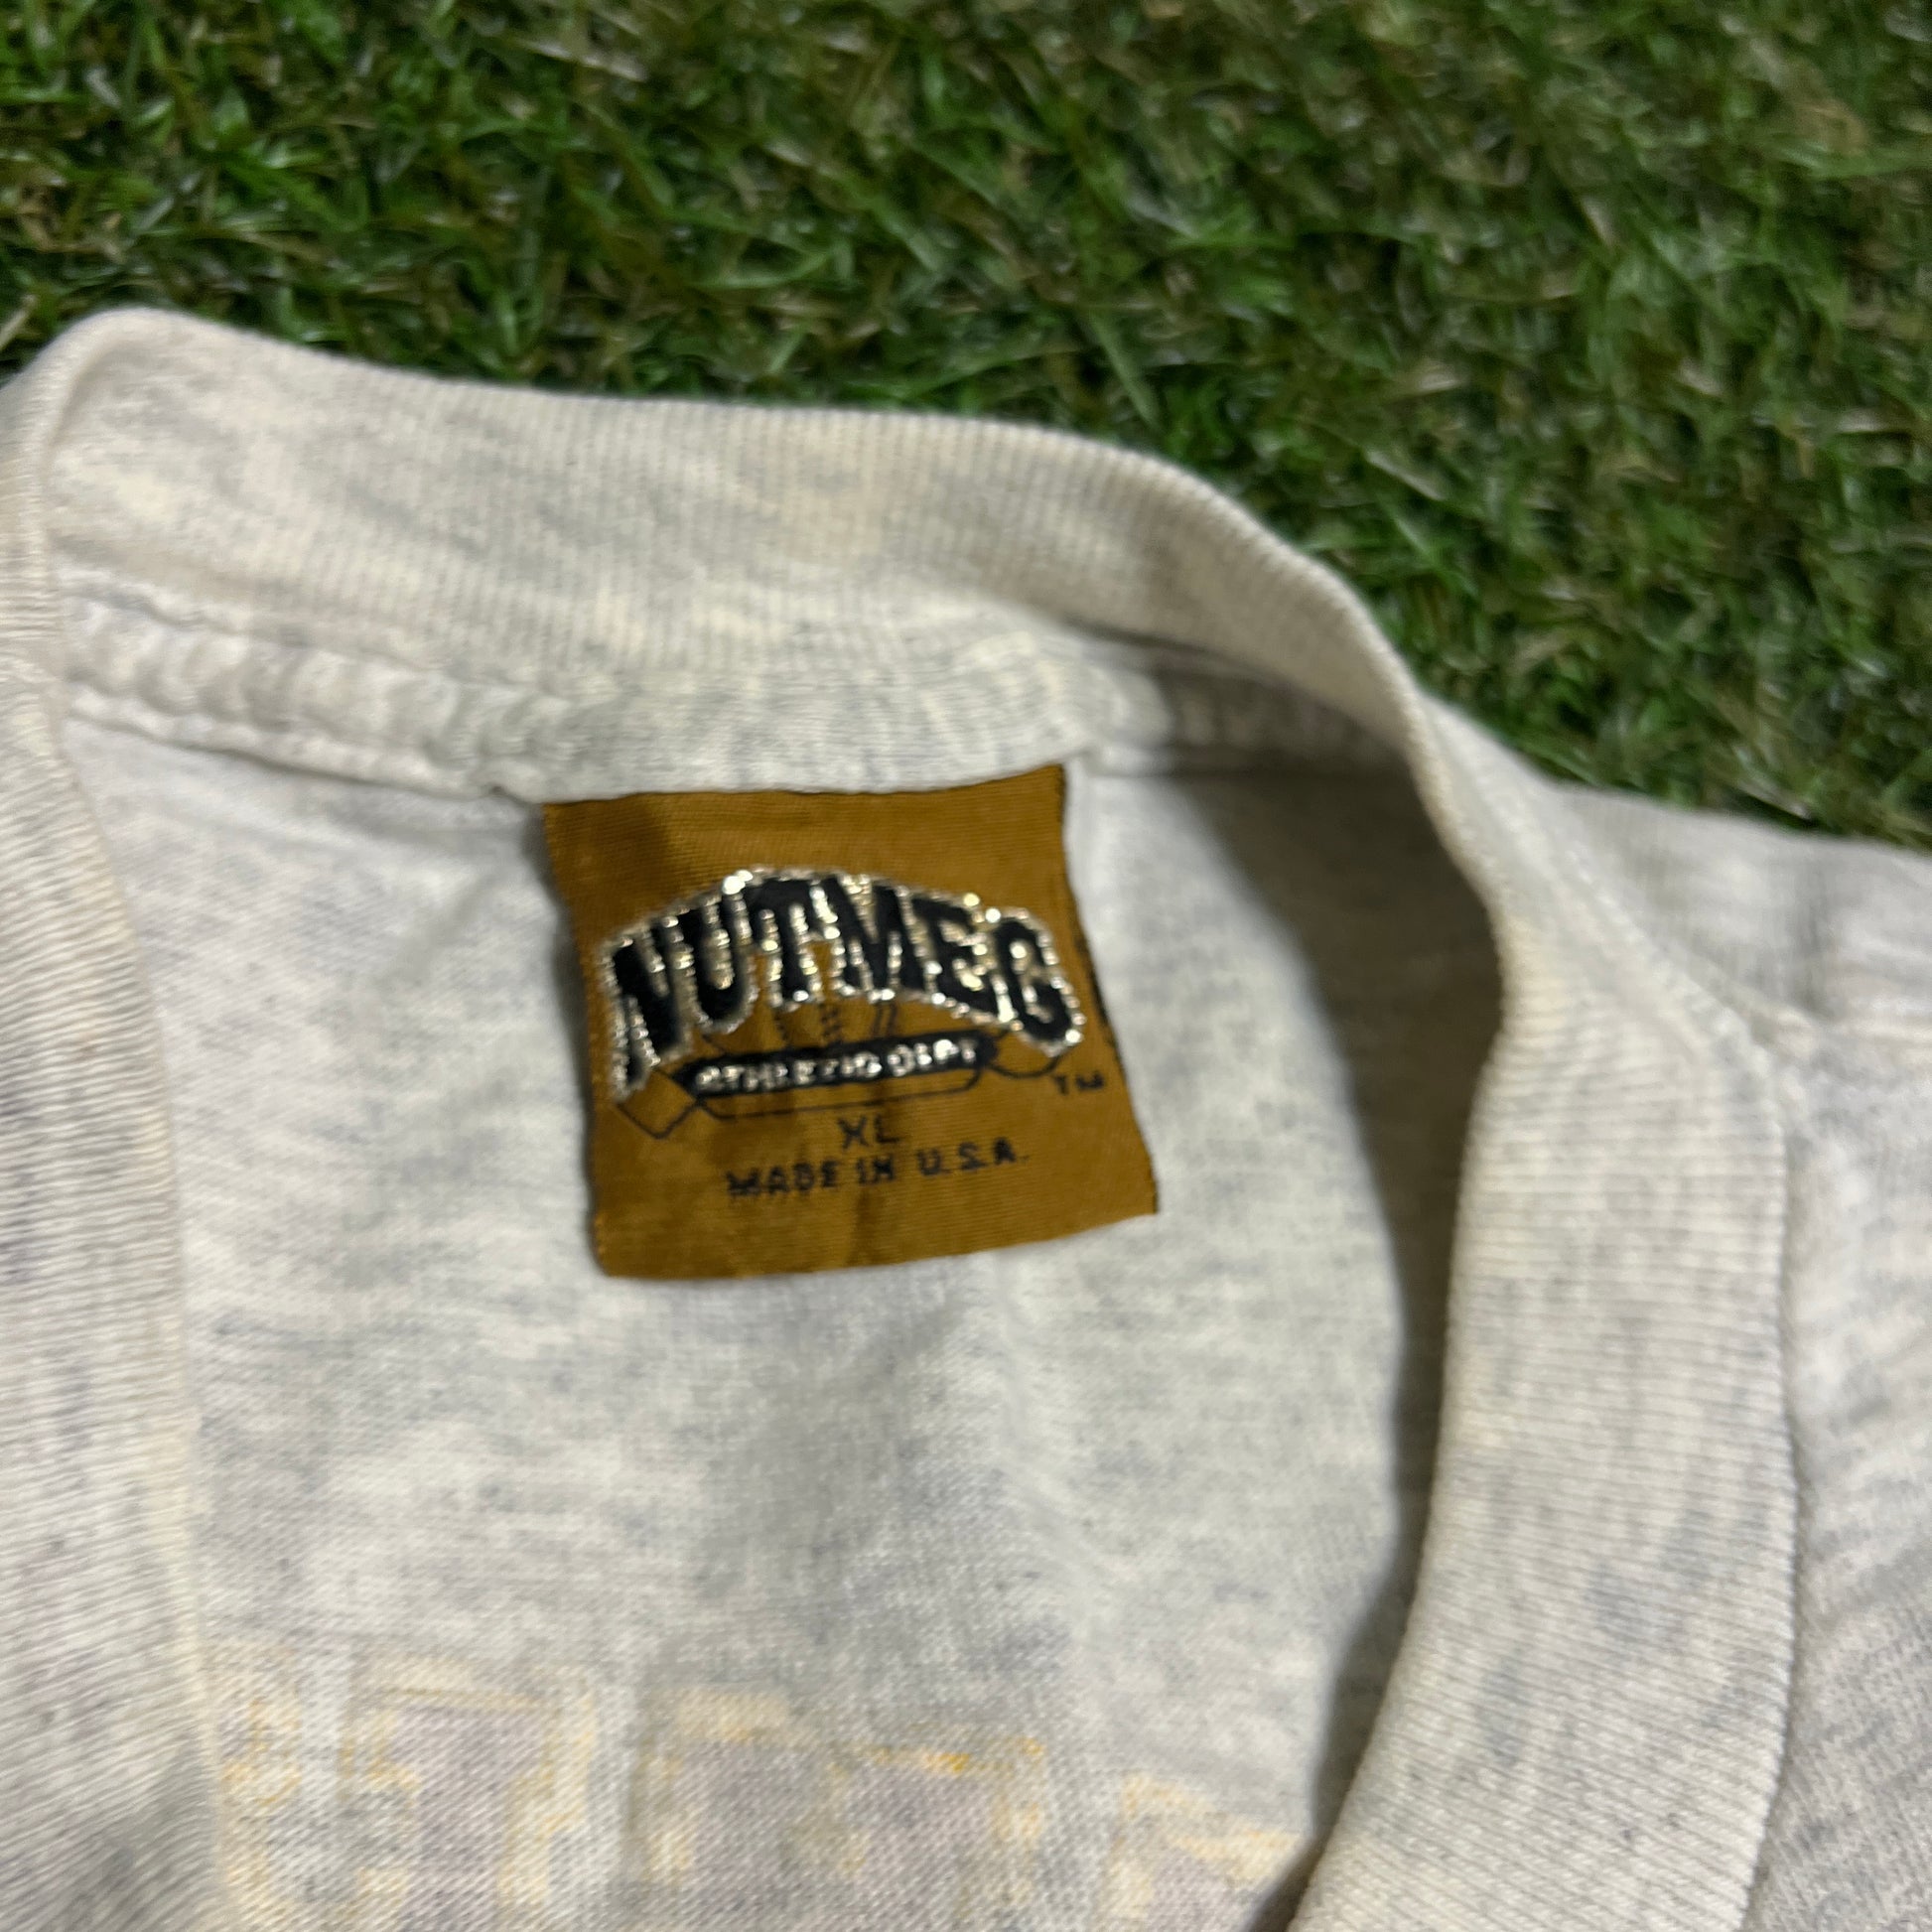 NUTMEG
ATHLETIC DEPT
TM
XL
MADE IN U.S.A.